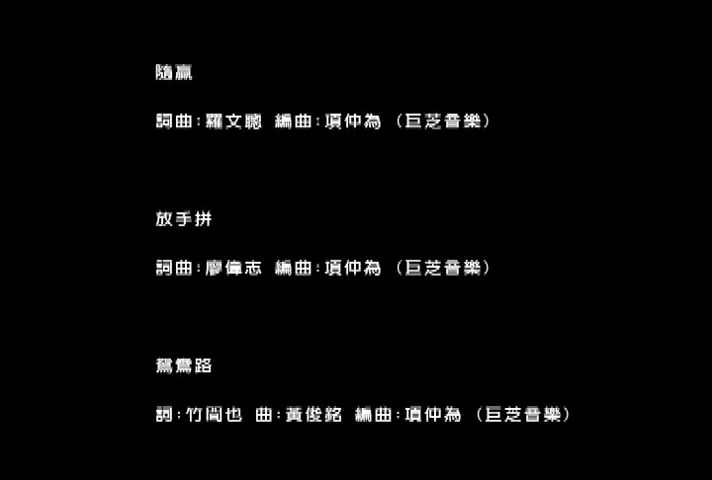 隨贏
詞曲:羅文聰 編曲:項仲為 (巨芝音樂)
放手拼
詞曲:廖偉志 編曲:項仲為 (巨芝音樂)
鴛鴦路
詞:竹間也 曲:黃俊銘 編曲:項仲為 (巨芝音樂)